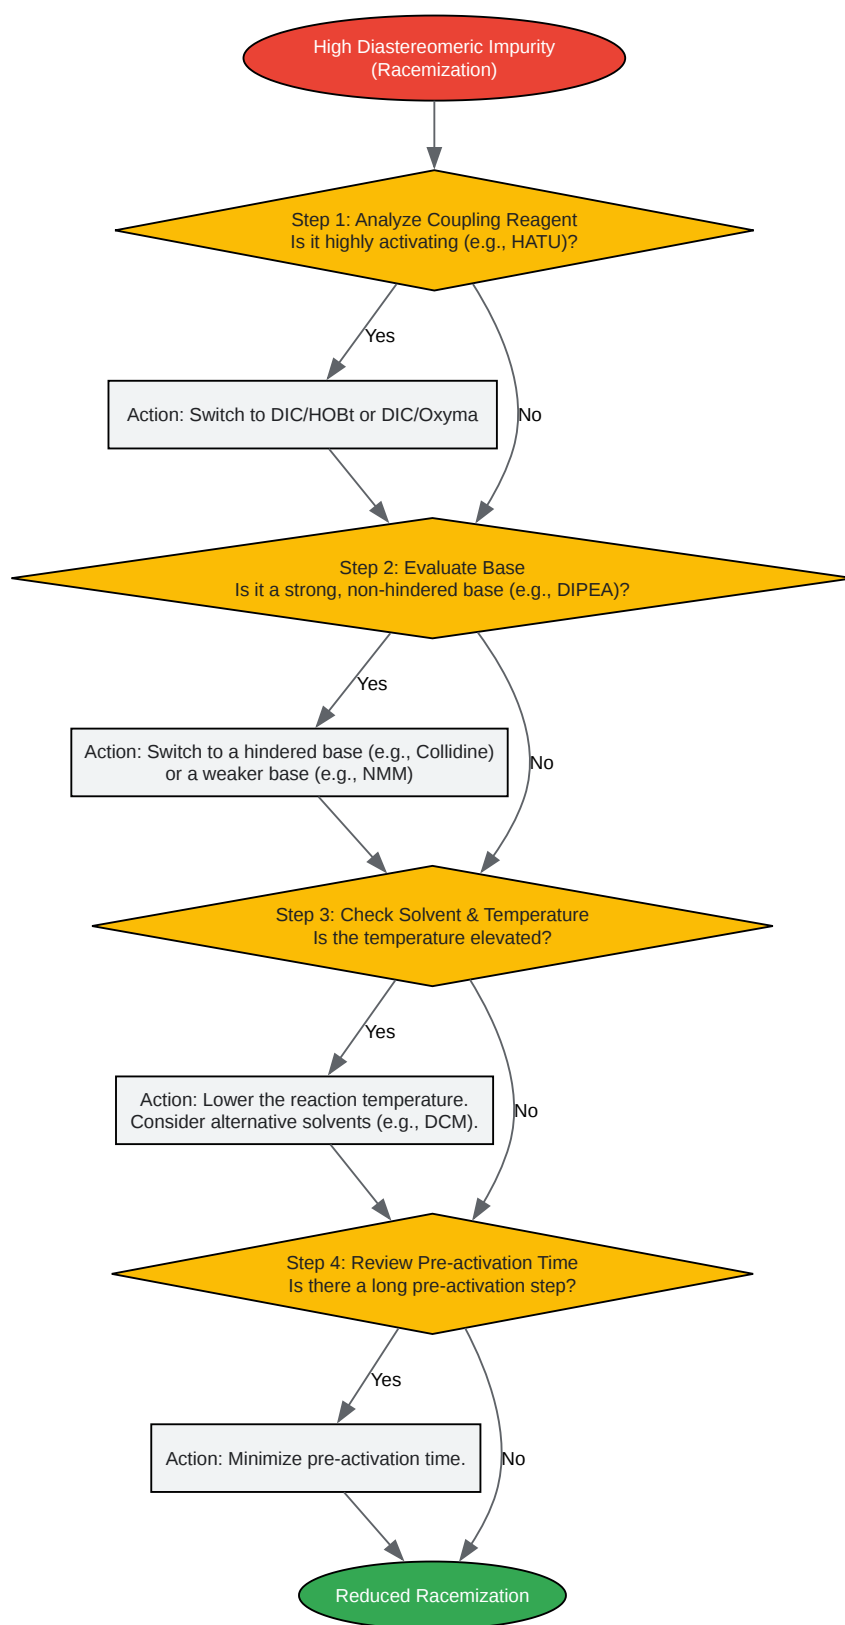 High Diastereomeric Impurity
(Racemization)
Step 1: Analyze Coupling Reagent
Is it highly activating (e.g., HATU)?
Yes
Action: Switch to DIC/HOBt or DIC/Oxyma
No
Step 2: Evaluate Base
Is it a strong, non-hindered base (e.g., DIPEA)?
Yes
Action: Switch to a hindered base (e.g., Collidine)
or a weaker base (e.g., NMM)
No
Step 3: Check Solvent & Temperature
Is the temperature elevated?
Yes
Action: Lower the reaction temperature.
Consider alternative solvents (e.g., DCM).
No
Step 4: Review Pre-activation Time
Is there a long pre-activation step?
Yes
Action: Minimize pre-activation time.
No
Reduced Racemization